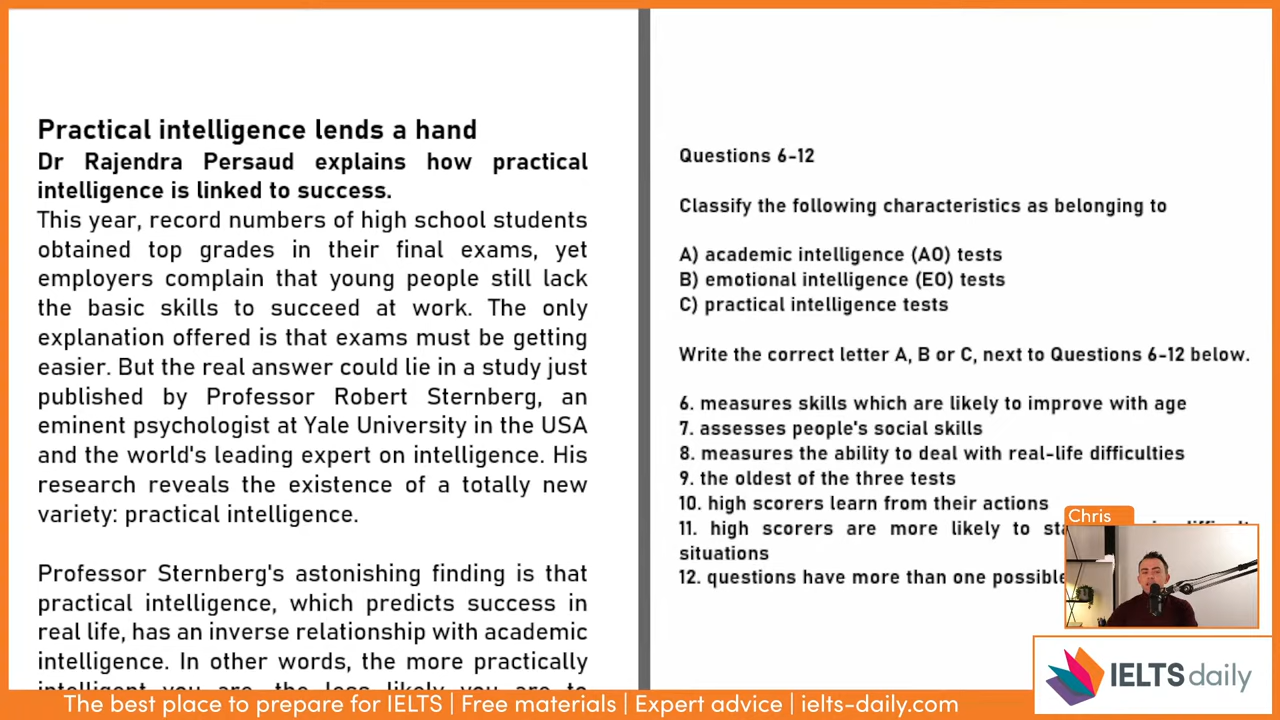 Practical intelligence lends a hand
Dr Rajendra Persaud explains how practical
intelligence is linked to success.
This year, record numbers of high school students
obtained top grades in their final exams, yet
employers complain that young people still lack
the basic skills to succeed at work. The only
explanation offered is that exams must be getting
easier. But the real answer could lie in a study just
published by Professor Robert Sternberg, an
eminent psychologist at Yale University in the USA
and the world's leading expert on intelligence. His
research reveals the existence of a totally new
variety: practical intelligence.
Professor Sternberg's astonishing finding is that
practical intelligence, which predicts success in
real life, has an inverse relationship with academic
intelligence. In other words, the more practically
intelligent you are, the less likely you are to
Questions 6-12
Classify the following characteristics as belonging to
A) academic intelligence (AO) tests
B) emotional intelligence (EO) tests
C) practical intelligence tests
Write the correct letter A, B or C, next to Questions 6-12 below.
6. measures skills which are likely to improve with age
7. assesses people's social skills
8. measures the ability to deal with real-life difficulties
9. the oldest of the three tests
10. high scorers learn from their actions
11. high scorers are more likely to
situations
12. questions have more than one possible
Chris
IELTS daily
The best place to prepare for IELTS | Free materials | Expert advice | ielts-daily.com